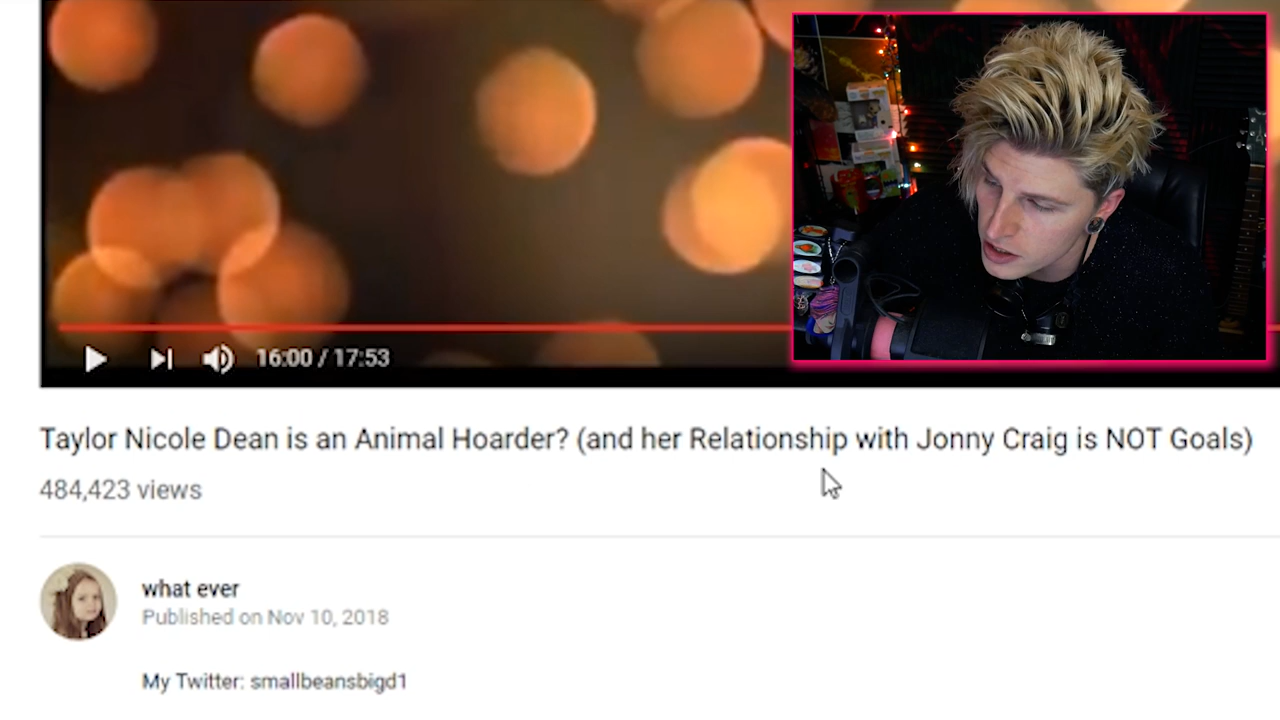 16:00 / 17:53
Taylor Nicole Dean is an Animal Hoarder? (and her Relationship with Jonny Craig is NOT Goals)
484,423 views
what ever
Published on Nov 10, 2018
My Twitter: smallbeansbigd1